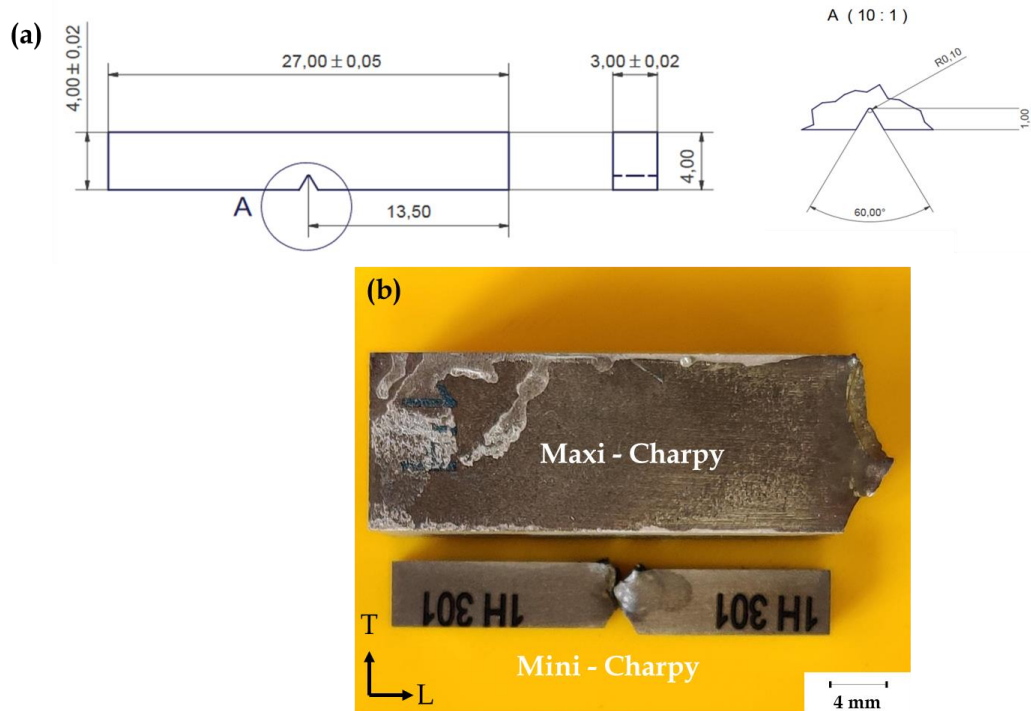 (a)
4,00 ± 0,02
27,00 ± 0,05
3,00 ± 0,02
4,00
13,50
A
A ( 10 : 1 )
R0,10
1,00
60,00°
(b)
Maxi - Charpy
1H 301
1H 301
Mini - Charpy
T
L
4 mm